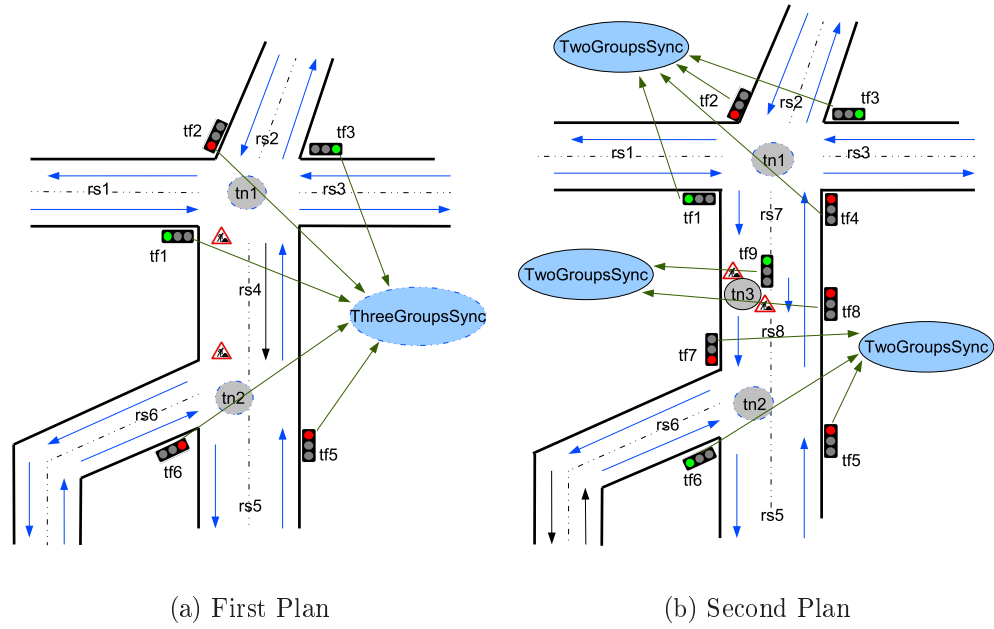 tf2
rs2
tf3
rs1
tn1
rs3
tf1
rs4
ThreeGroupsSync
tn2
rs6
tf6
tf5
rs5
(a) First Plan
TwoGroupsSync
tf2
rs2
tf3
rs1
tn1
rs3
tf1
rs7
tf4
tf9
TwoGroupsSync
tn3
tf8
rs8
tf7
TwoGroupsSync
tn2
rs6
tf6
tf5
rs5
(b) Second Plan